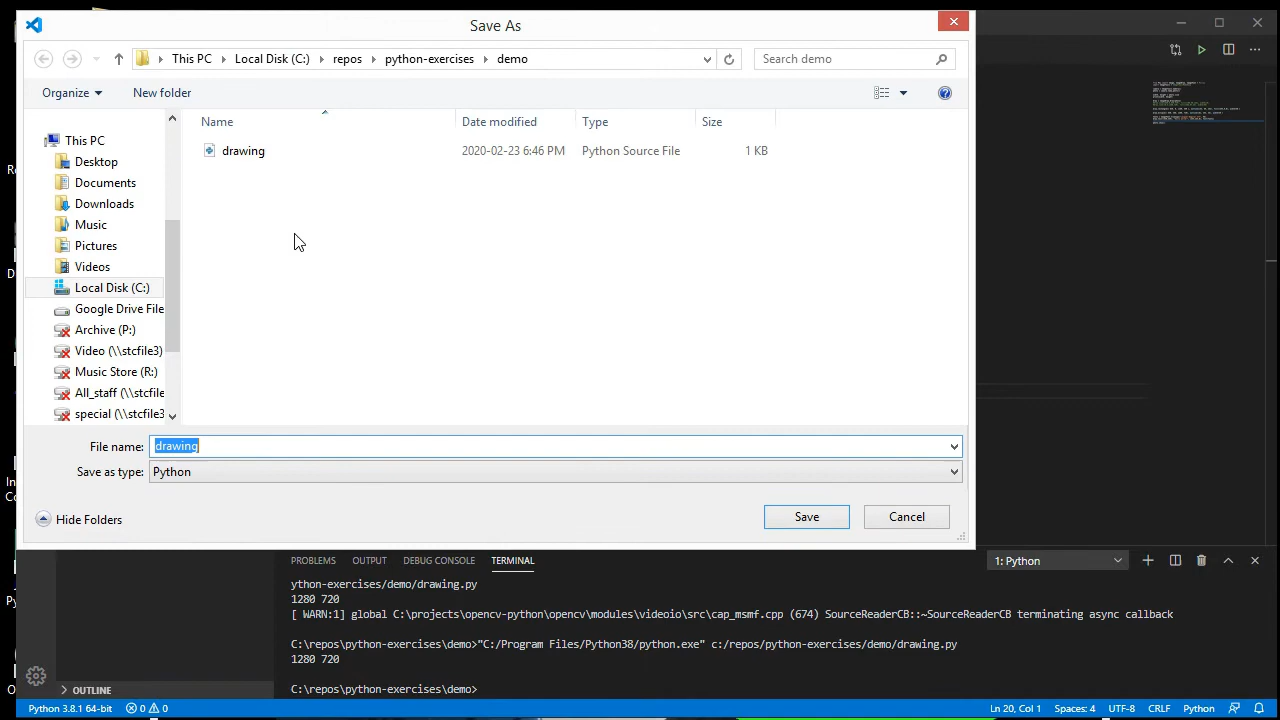 Save As
This PC Local Disk (C:) repos python-exercises demo
Search demo
Organize New folder
Name Date modified Type Size
drawing 2020-02-23 6:46 PM Python Source File 1 KB
This PC
Desktop
Documents
Downloads
Music
Pictures
Videos
Local Disk (C:)
Google Drive File
Archive (P:)
Video (\\stcfile3)
Music Store (R:)
All_staff (\\stcfile
special (\\stcfile3
File name: drawing
Save as type: Python
Hide Folders Save Cancel
PROBLEMS OUTPUT DEBUG CONSOLE TERMINAL 1: Python
ython-exercises/demo/drawing.py
1280 720
[ WARN:1] global C:\projects\opencv-python\opencv\modules\videoio\src\cap_msmf.cpp (674) SourceReaderCB::~SourceReaderCB terminating async callback
C:\repos\python-exercises\demo>"C:/Program Files/Python38/python.exe" c:/repos/python-exercises/demo/drawing.py
1280 720
C:\repos\python-exercises\demo>
OUTLINE
Python 3.8.1 64-bit 0 0 Ln 20, Col 1 Spaces: 4 UTF-8 CRLF Python